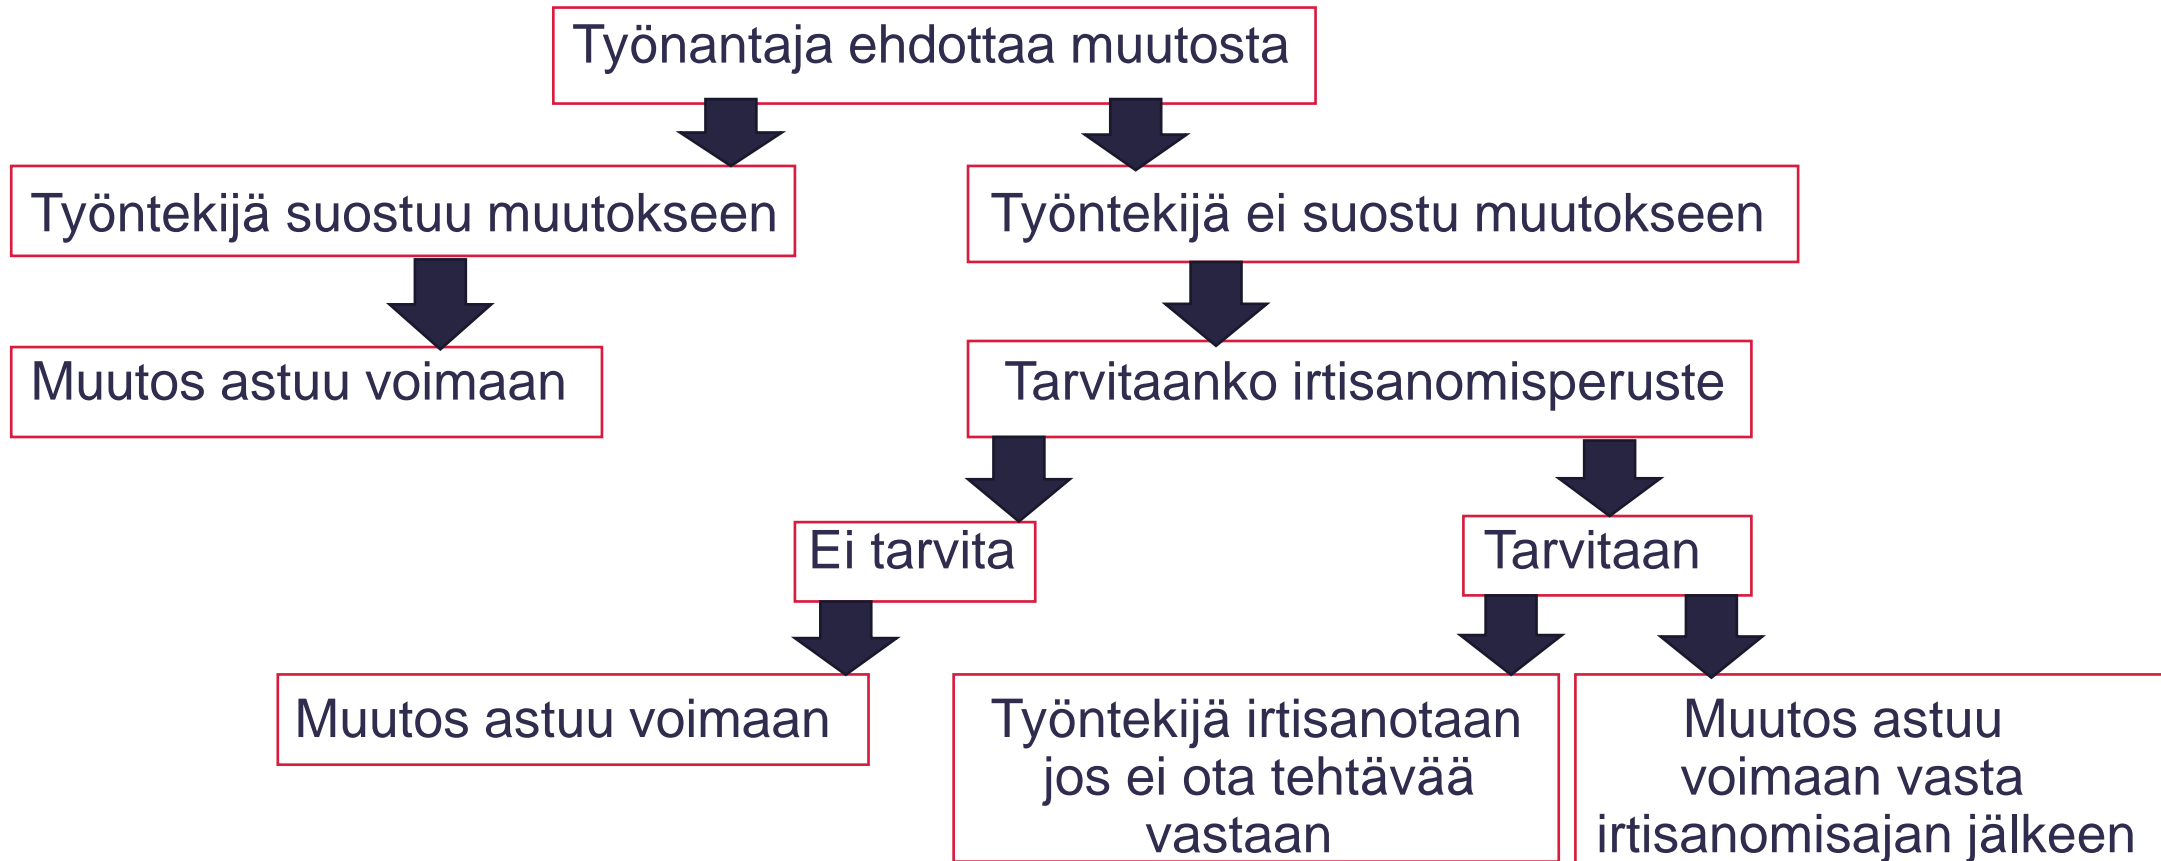 Työnantaja ehdottaa muutosta
Työntekijä suostuu muutokseen
Työntekijä ei suostu muutokseen
Muutos astuu voimaan
Tarvitaanko irtisanomisperuste
Ei tarvita
Tarvitaan
Muutos astuu voimaan
Työntekijä irtisanotaan
jos ei ota tehtävää
vastaan
Muutos astuu
voimaan vasta
irtisanomisajan jälkeen